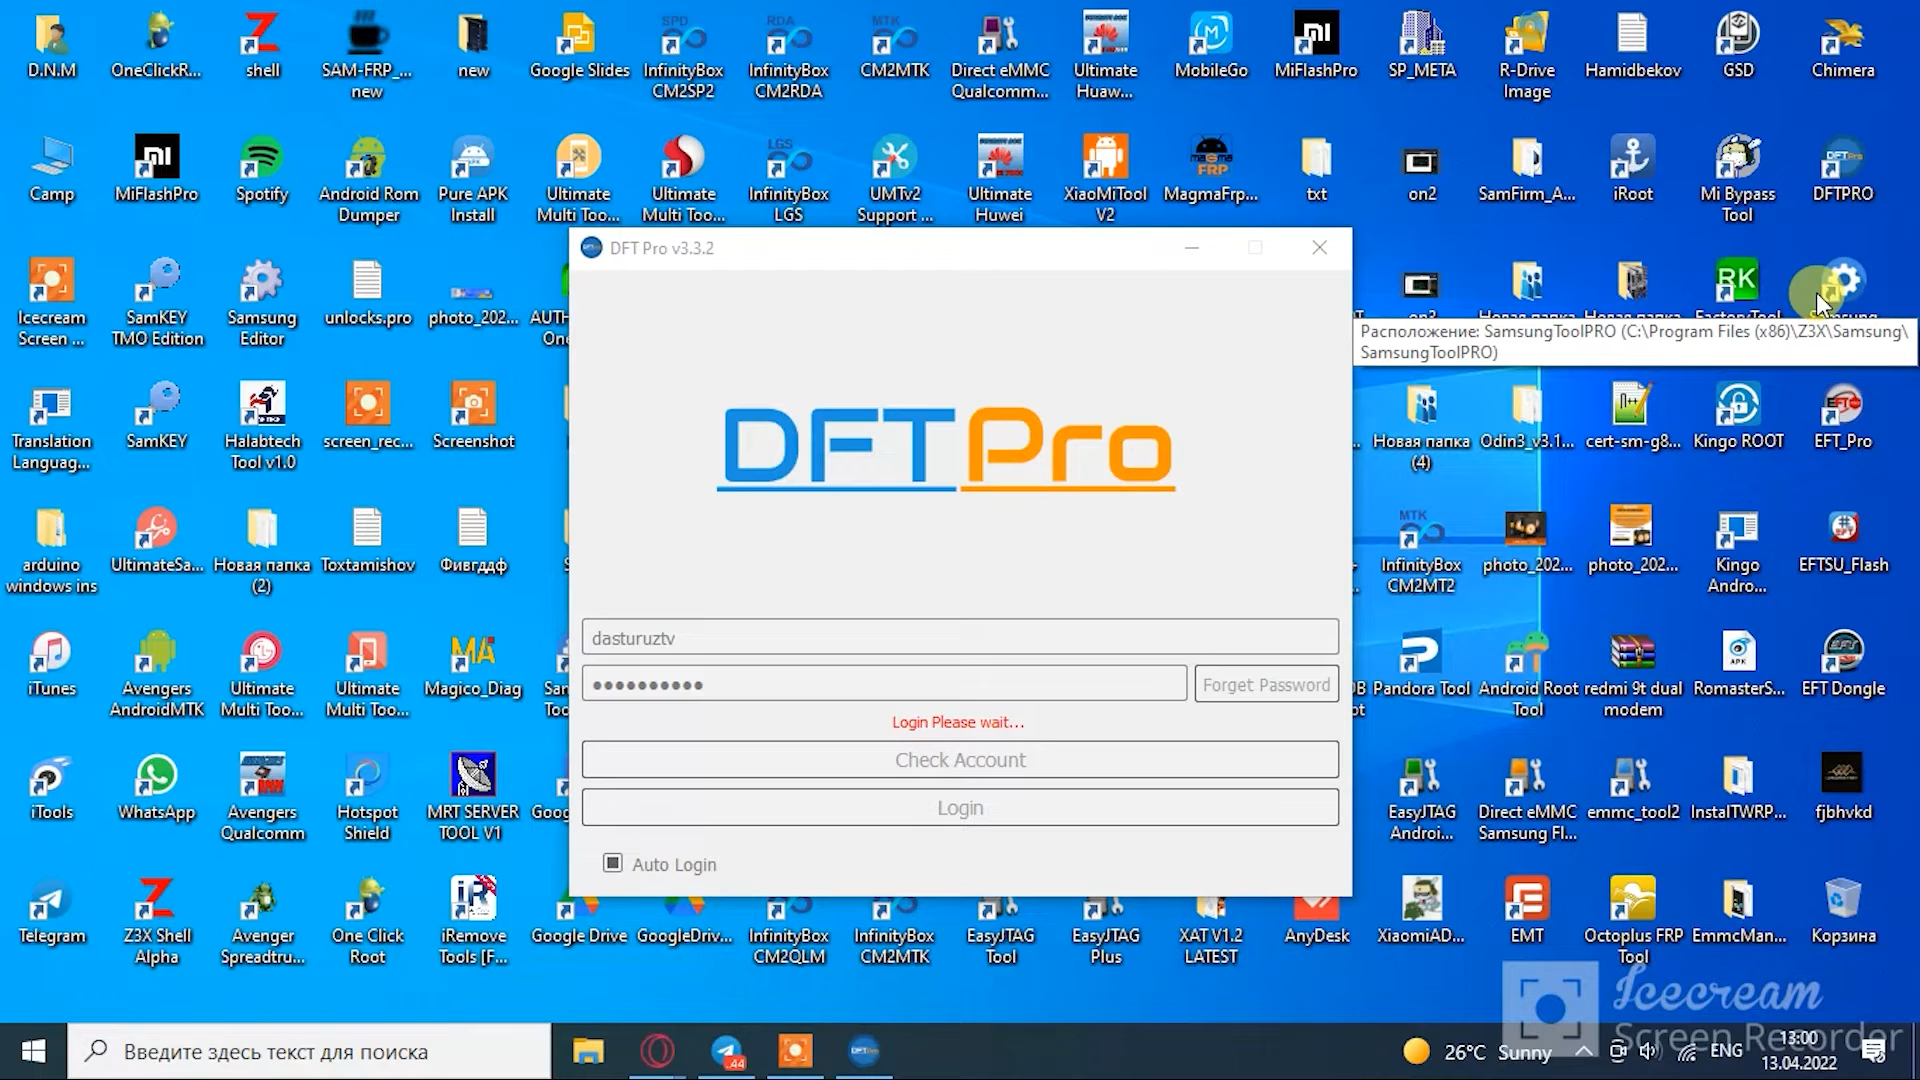 D.N.M
OneClickR...
shell
SAM-FRP_...
new
new
Google Slides
SPD
InfinityBox
CM2SP2
RDA
InfinityBox
CM2RDA
MTK
CM2MTK
Direct eMMC
Qualcomm...
Ultimate
Huaw...
MobileGo
MiFlashPro
SP_META
R-Drive
Image
Hamidbekov
GSD
Chimera
Camp
MiFlashPro
Spotify
Android Rom
Dumper
Pure APK
Install
Ultimate
Multi Too...
Ultimate
Multi Too...
LGS
InfinityBox
LGS
UMTv2
Support ...
Ultimate
Huwei
XiaoMiTool
V2
MagmaFrp...
txt
on2
SamFirm_A...
iRoot
Mi Bypass
Tool
DFTPRO
DFT Pro v3.3.2
Icecream
Screen ...
SamKEY
TMO Edition
Samsung
Editor
unlocks.pro
photo_202...
RK
Расположение: SamsungToolPRO (C:\Program Files (x86)\Z3X\Samsung\
SamsungToolPRO)
DFT Pro
Translation
Languag...
SamKEY
Halabtech
Tool v1.0
screen_rec...
Screenshot
Новая папка
(4)
Odin3_v3.1...
cert-sm-g8...
Kingo ROOT
EFT_Pro
arduino
windows ins
UltimateSa...
Новая папка
(2)
Toxtamishov
Фивгддф
MTK
InfinityBox
CM2MT2
photo_202...
photo_202...
Kingo
Andro...
EFTSU_Flash
dasturuztv
Forget Password
Login Please wait...
Check Account
Login
Auto Login
iTunes
Avengers
AndroidMTK
Ultimate
Multi Too...
Ultimate
Multi Too...
Magico_Diag
Pandora Tool
Android Root
Tool
redmi 9t dual
modem
RomasterS...
EFT Dongle
iTools
WhatsApp
Avengers
Qualcomm
Hotspot
Shield
MRT SERVER
TOOL V1
EasyJTAG
Androi...
Direct eMMC
Samsung Fl...
emmc_tool2
InstalTWRP...
fjbhvkd
Telegram
Z3X Shell
Alpha
Avenger
Spreadtru...
One Click
Root
iRemove
Tools [F...
Google Drive
GoogleDriv...
InfinityBox
CM2QLM
InfinityBox
CM2MTK
EasyJTAG
Tool
EasyJTAG
Plus
XAT V1.2
LATEST
AnyDesk
XiaomiAD...
EMT
Octoplus FRP
Tool
EmmcMan...
Корзина
Icecream
Screen Recorder
Введите здесь текст для поиска
44
26°C Sunny
ENG
13:00
13.04.2022